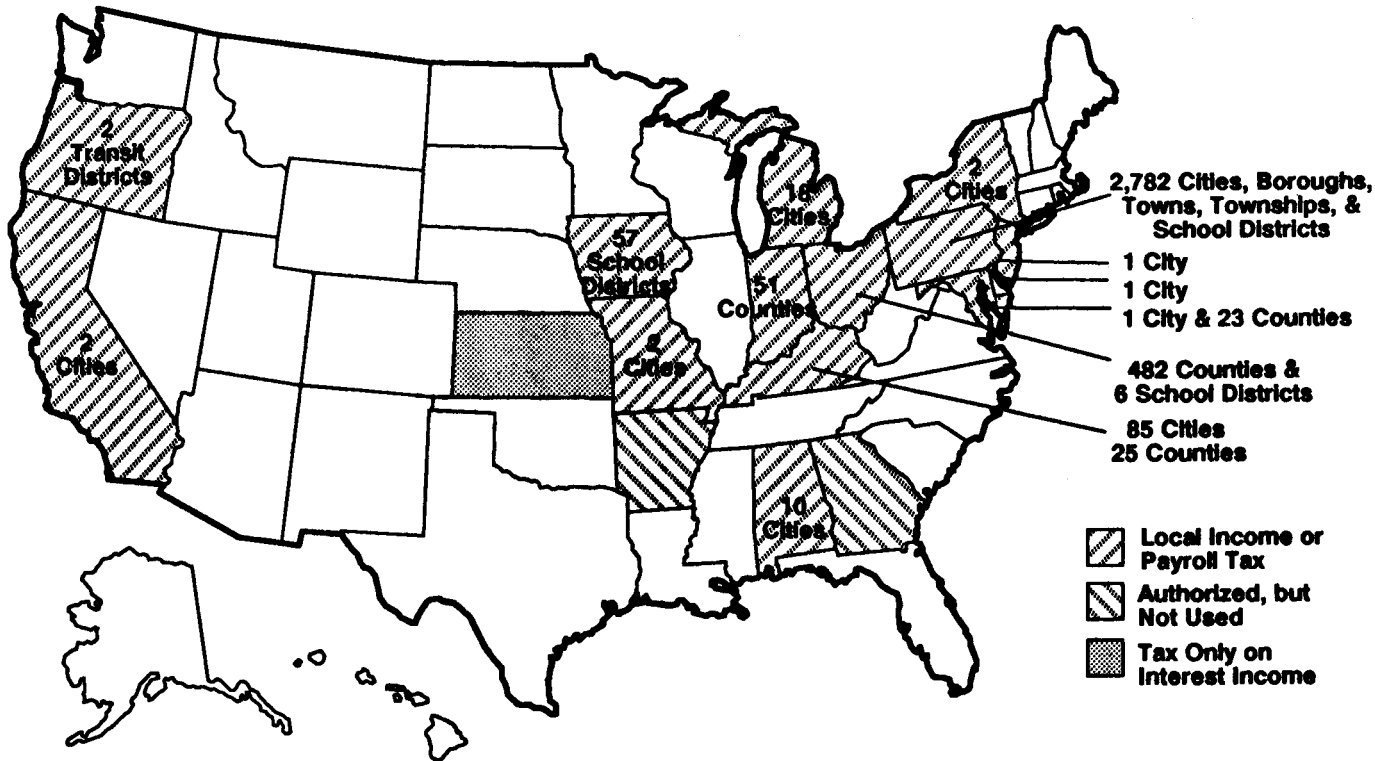 2
Transit
Districts
2
Cities
57
School
Districts
Cities
Cities
51
Counties
10
Cities
2
Cities
2,782 Cities, Boroughs,
Towns, Townships, &
School Districts
1 City
1 City
1 City & 23 Counties
482 Counties &
6 School Districts
85 Cities
25 Counties
Local Income or
Payroll Tax
Authorized, but
Not Used
Tax Only on
Interest Income